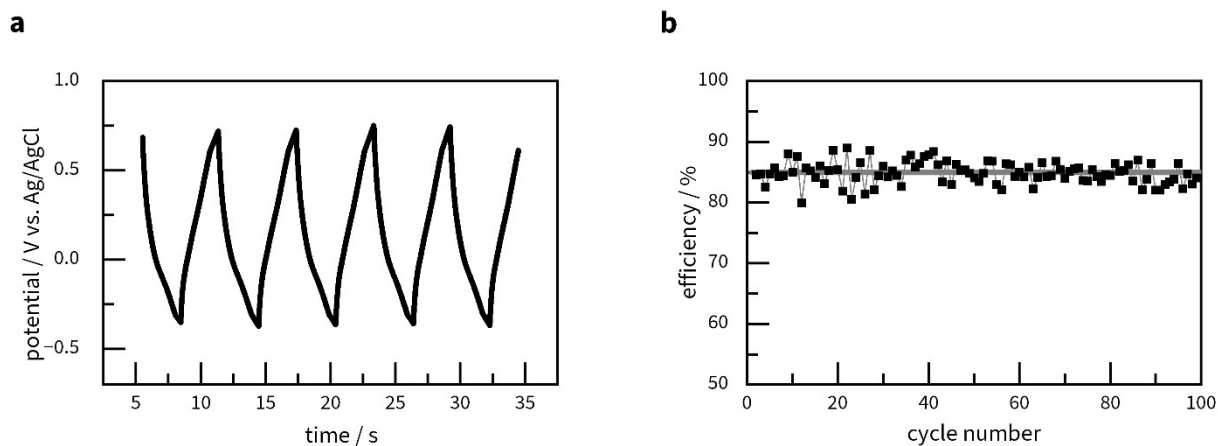 a
1.0
0.5
0.0
−0.5
potential / V vs. Ag/AgCl
5 10 15 20 25 30 35
time / s
b
100
90
80
70
60
50
efficiency / %
0 20 40 60 80 100
cycle number